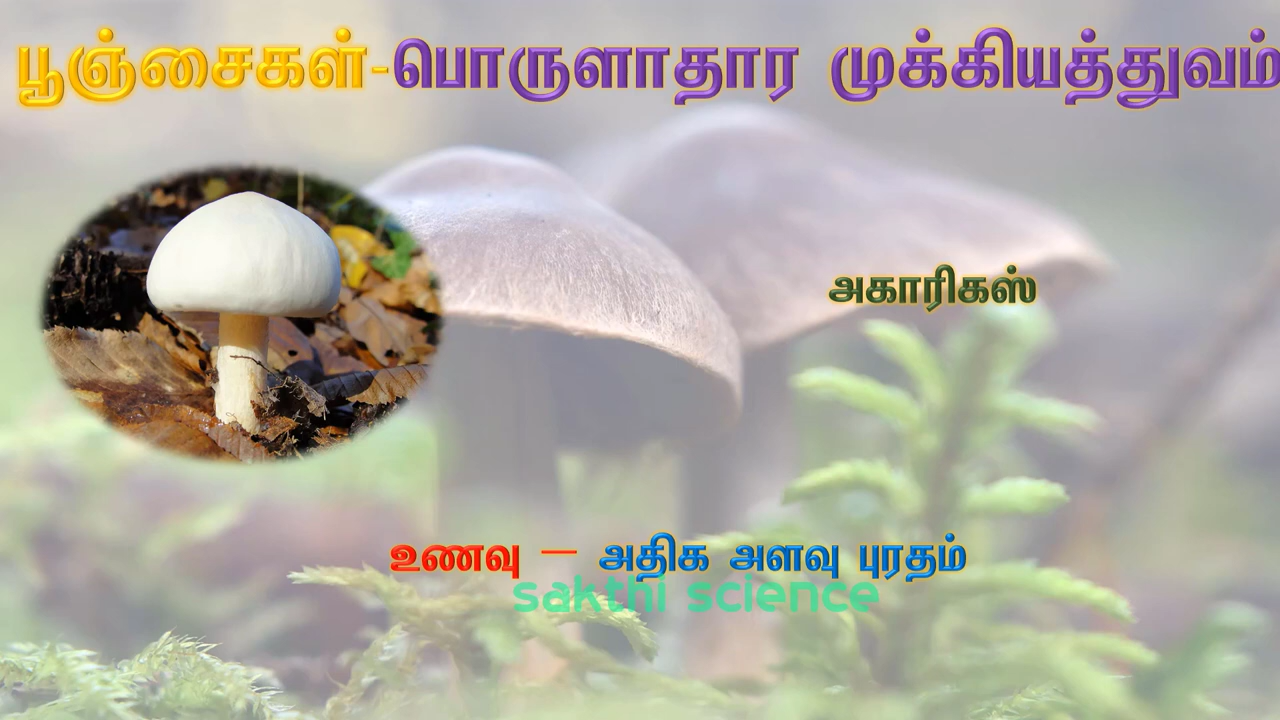 பூஞ்சைகள்-பொருளாதார முக்கியத்துவம்
அகாரிகஸ்
உணவு – அதிக அளவு புரதம்
sakthi science